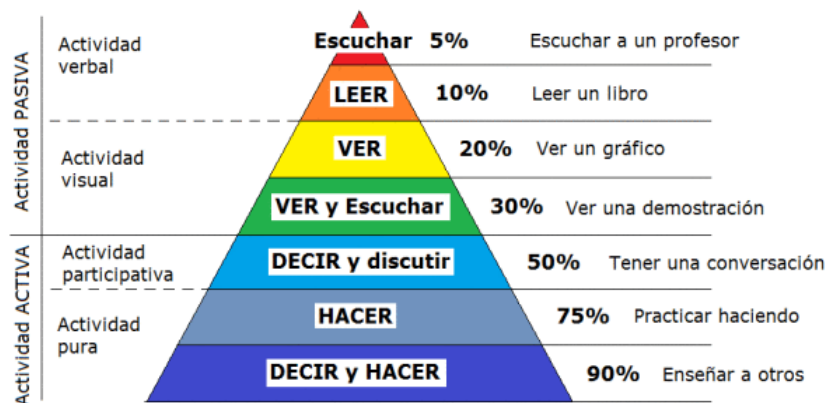 Actividad PASIVA
Actividad
verbal
Escuchar 5% Escuchar a un profesor
LEER 10% Leer un libro
Actividad
visual
VER 20% Ver un gráfico
VER y Escuchar 30% Ver una demostración
Actividad ACTIVA
Actividad
participativa
DECIR y discutir 50% Tener una conversación
Actividad
pura
HACER 75% Practicar haciendo
DECIR y HACER 90% Enseñar a otros